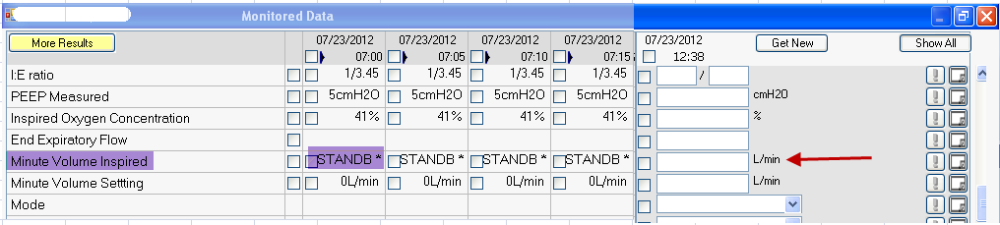 Monitored Data
More Results
07/23/2012 07/23/2012 07/23/2012 07/23/2012
07:00 07:05 07:10 07:15
07/23/2012
12:38
Get New
Show All
I:E ratio 1/3.45 1/3.45 1/3.45 1/3.45 /
PEEP Measured 5cmH2O 5cmH2O 5cmH2O 5cmH2O cmH2O
Inspired Oxygen Concentration 41% 41% 41% 41% %
End Expiratory Flow
Minute Volume Inspired STANDB * STANDB * STANDB * STANDB * L/min
Minute Volume Settting 0L/min 0L/min 0L/min 0L/min L/min
Mode